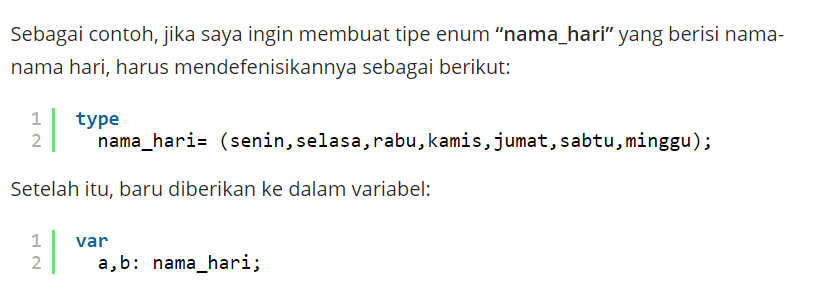 Sebagai contoh, jika saya ingin membuat tipe enum “nama_hari” yang berisi nama-
nama hari, harus mendefenisikannya sebagai berikut:
1 type
2 nama_hari= (senin,selasa,rabu,kamis,jumat,sabtu,minggu);
Setelah itu, baru diberikan ke dalam variabel:
1 var
2 a,b: nama_hari;